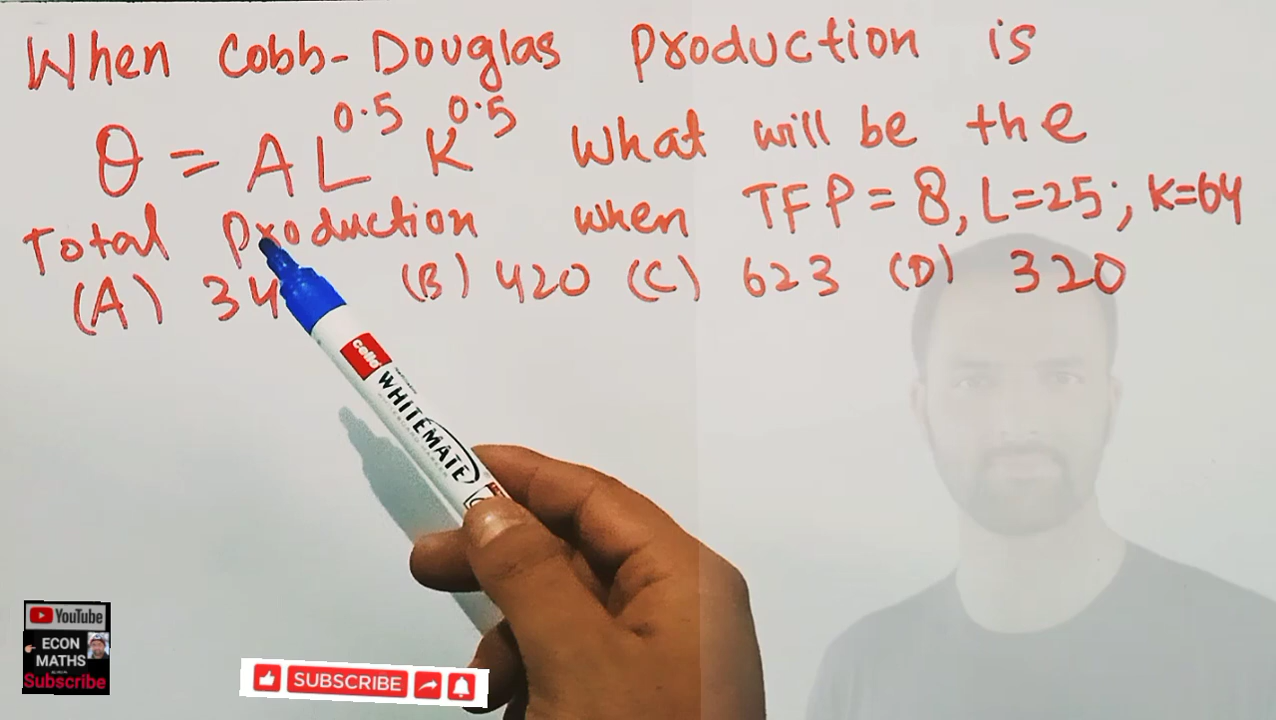 When Cobb-Douglas Production is
Q = AL^0.5 K^0.5 What will be the
Total Production when TFP = 8, L=25; K=64
(A) 34 (B) 420 (C) 623 (D) 320
cello
WHITEMATE
YouTube
ECON
MATHS
Subscribe
SUBSCRIBE